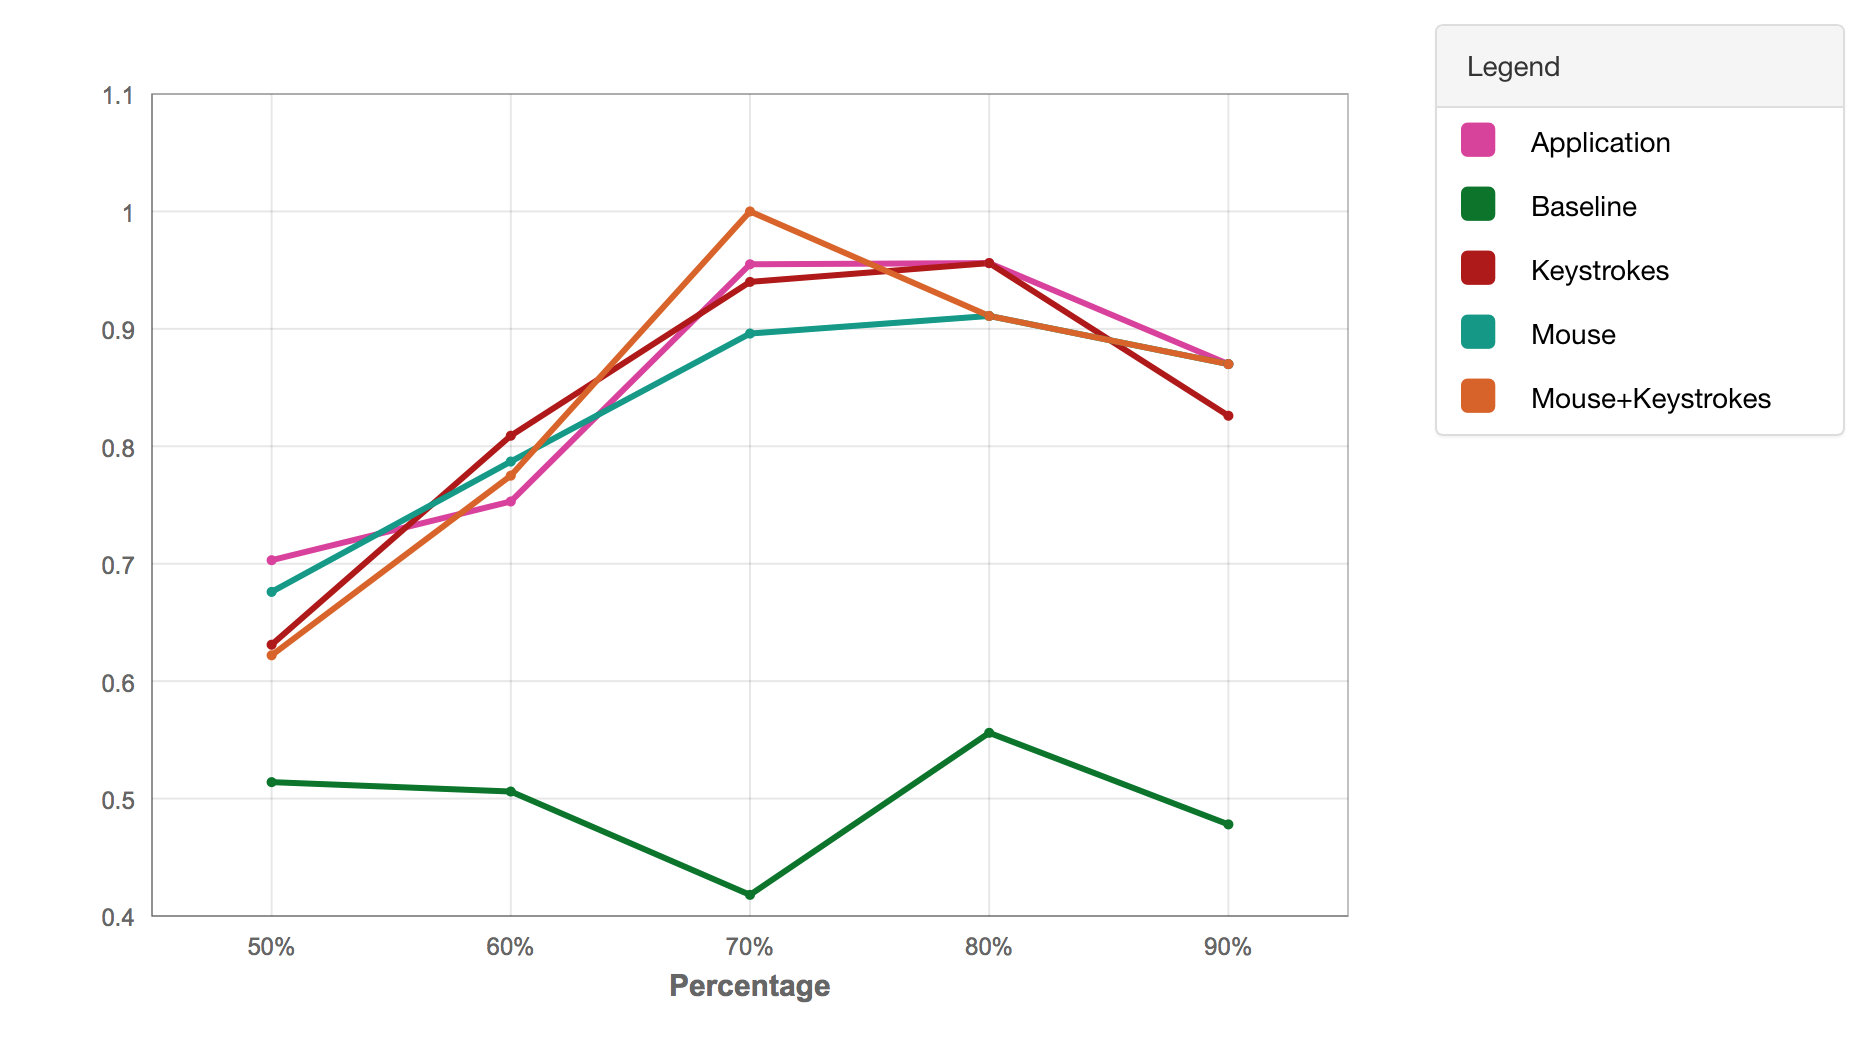 1.1
1
0.9
0.8
0.7
0.6
0.5
0.4
50% 60% 70% 80% 90%
Percentage
Legend
Application
Baseline
Keystrokes
Mouse
Mouse+Keystrokes